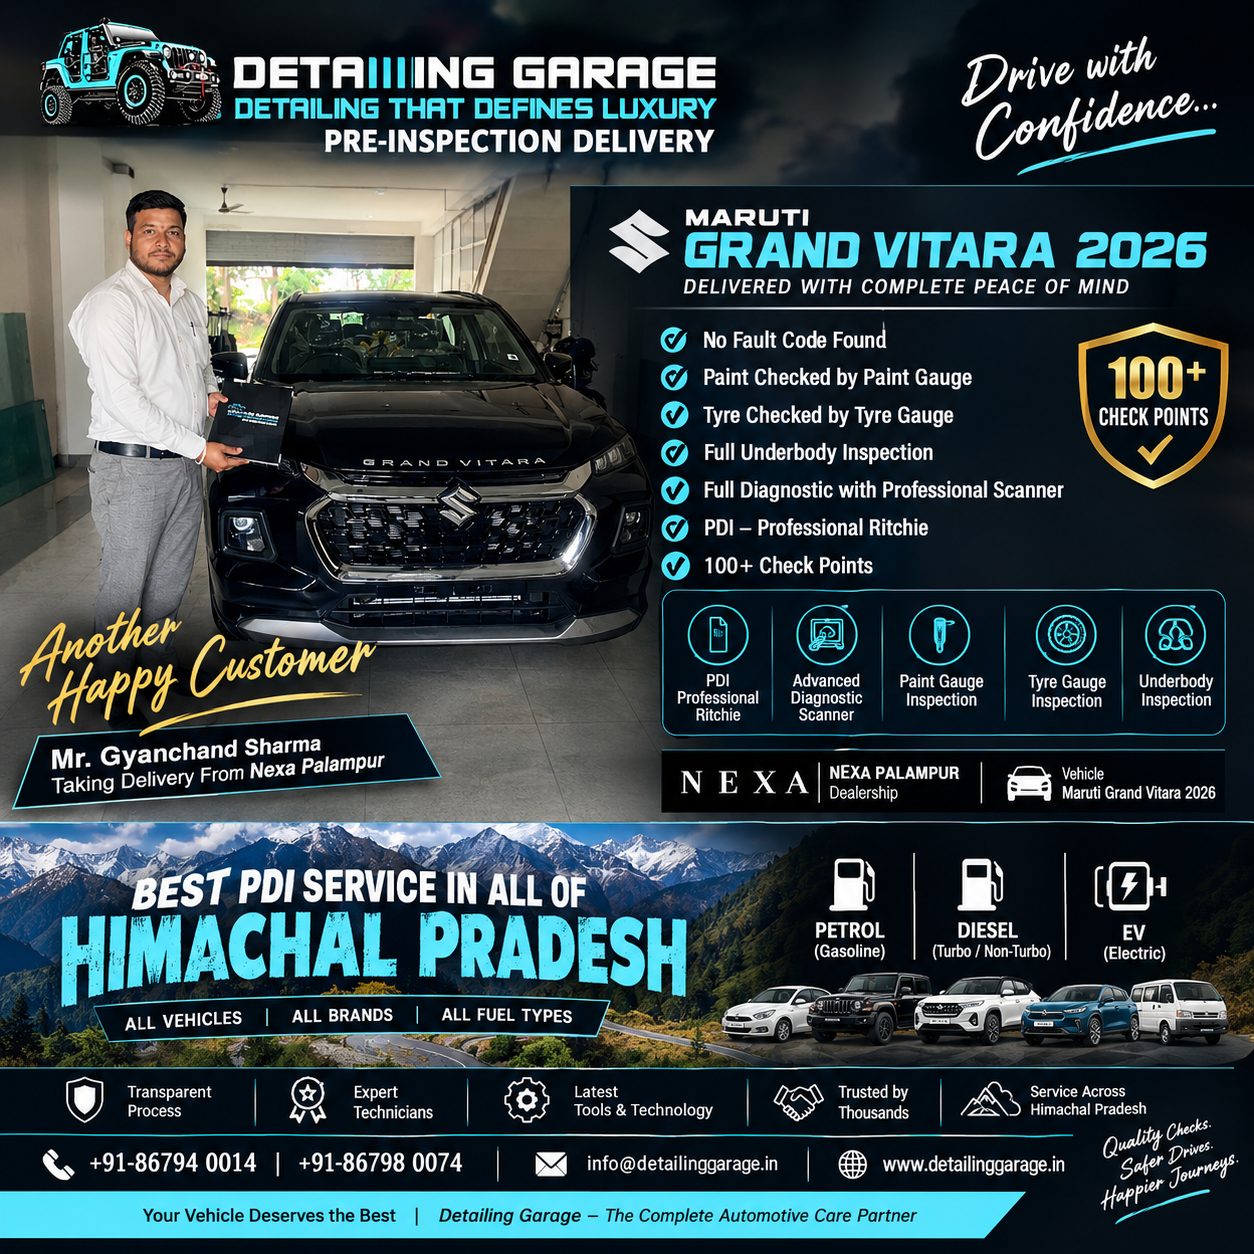 DETAIIIING GARAGE
DETAILING THAT DEFINES LUXURY
PRE-INSPECTION DELIVERY
Drive with
Confidence...
MARUTI
GRAND VITARA 2026
DELIVERED WITH COMPLETE PEACE OF MIND
No Fault Code Found
Paint Checked by Paint Gauge
Tyre Checked by Tyre Gauge
Full Underbody Inspection
Full Diagnostic with Professional Scanner
PDI – Professional Ritchie
100+ Check Points
100+
CHECK POINTS
GRAND VITARA
PDI
Professional
Ritchie
Advanced
Diagnostic
Scanner
Paint Gauge
Inspection
Tyre Gauge
Inspection
Underbody
Inspection
Another
Happy Customer
Mr. Gyanchand Sharma
Taking Delivery From Nexa Palampur
NEXA
NEXA PALAMPUR
Dealership
Vehicle
Maruti Grand Vitara 2026
BEST PDI SERVICE IN ALL OF
HIMACHAL PRADESH
ALL VEHICLES | ALL BRANDS | ALL FUEL TYPES
PETROL
(Gasoline)
DIESEL
(Turbo / Non-Turbo)
EV
(Electric)
Transparent
Process
Expert
Technicians
Latest
Tools & Technology
Trusted by
Thousands
Service Across
Himachal Pradesh
+91-86794 0014 | +91-86798 0074
info@detailinggarage.in
www.detailinggarage.in
Quality Checks.
Safer Drives.
Happier Journeys.
Your Vehicle Deserves the Best | Detailing Garage – The Complete Automotive Care Partner